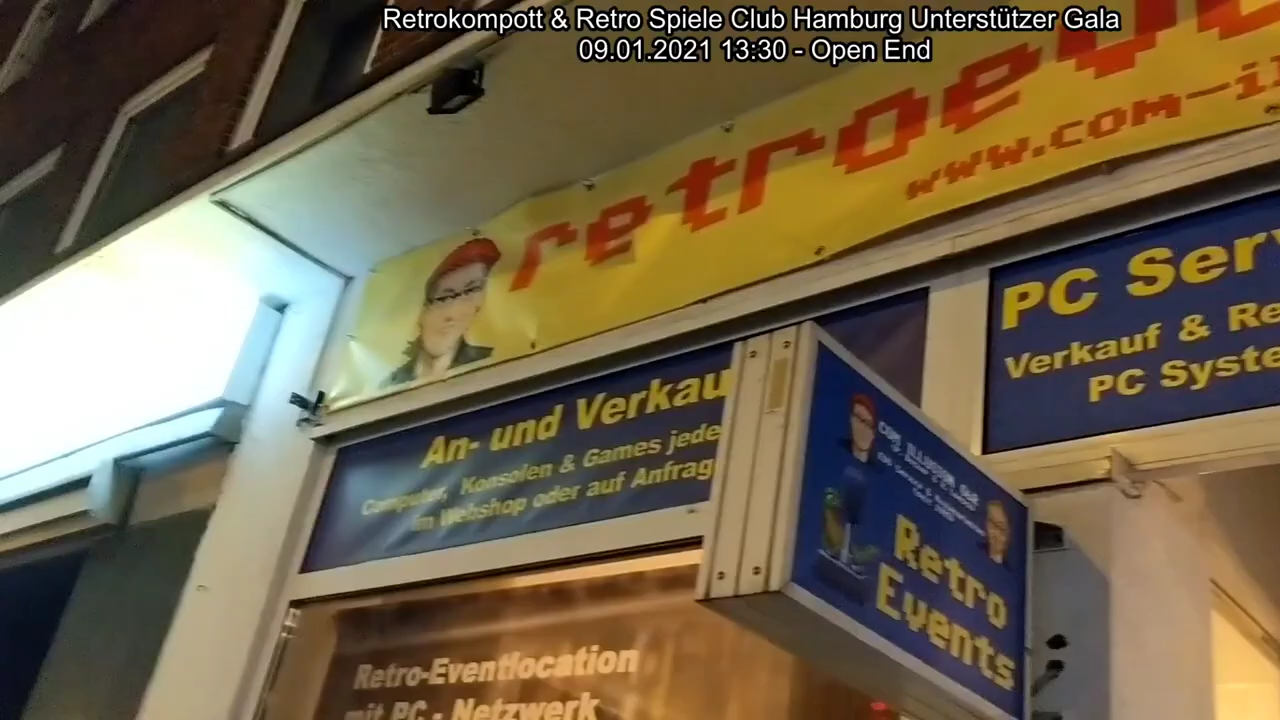 Retrokompott & Retro Spiele Club Hamburg Unterstützer Gala
09.01.2021 13:30 - Open End
retroev
www.com-il
PC Serv
Verkauf & Re
PC Syste
An- und Verkau
Computer, Konsolen & Games jede
im Webshop oder auf Anfrag
Retro
Events
Retro-Eventlocation
mit PC - Netzwerk